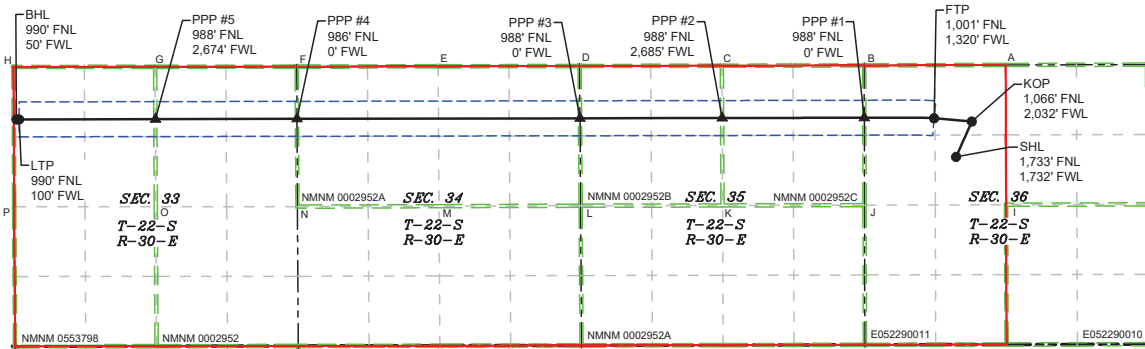 BHL
990' FNL
50' FWL
PPP #5
988' FNL
2,674' FWL
PPP #4
986' FNL
0' FWL
PPP #3
988' FNL
0' FWL
PPP #2
988' FNL
2,685' FWL
PPP #1
988' FNL
0' FWL
FTP
1,001' FNL
1,320' FWL
H
G
F
E
D
C
B
A
KOP
1,066' FNL
2,032' FWL
SHL
1,733' FNL
1,732' FWL
LTP
990' FNL
100' FWL
SEC. 33
T-22-S
R-30-E
NMNM 0002952A
SEC. 34
T-22-S
R-30-E
NMNM 0002952B
SEC. 35
T-22-S
R-30-E
NMNM 0002952C
SEC. 36
T-22-S
R-30-E
P
O
N
M
L
K
J
I
NMNM 0553798
NMNM 0002952
NMNM 0002952A
E052290011
E052290010